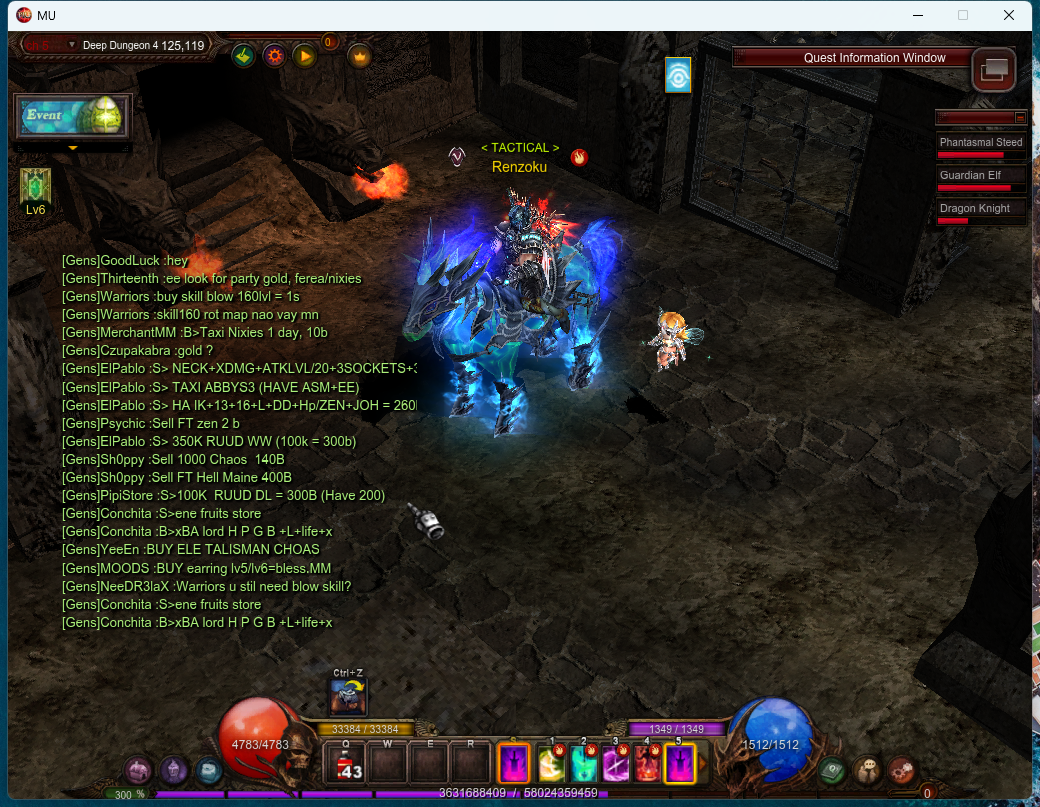 MU
Deep Dungeon 4 125,119
0
Quest Information Window
Event
Lv6
Phantasmal Steed
Guardian Elf
Dragon Knight
< TACTICAL >
Renzoku
[Gens]GoodLuck :hey
[Gens]Thirteenth :ee look for party gold, ferea/nixies
[Gens]Warriors :buy skill blow 160lvl = 1s
[Gens]Warriors :skill160 rot map nao vay mn
[Gens]MerchantMM :B>Taxi Nixies 1 day, 10b
[Gens]Czupakabra :gold ?
[Gens]ElPablo :S> NECK+XDMG+ATKLVL/20+3SOCKETS+3
[Gens]ElPablo :S> TAXI ABBYS3 (HAVE ASM+EE)
[Gens]ElPablo :S> HA IK+13+16+L+DD+Hp/ZEN+JOH = 260
[Gens]Psychic :Sell FT zen 2 b
[Gens]ElPablo :S> 350K RUUD WW (100k = 300b)
[Gens]Sh0ppy :Sell 1000 Chaos  140B
[Gens]Sh0ppy :Sell FT Hell Maine 400B
[Gens]PipiStore :S>100K  RUUD DL = 300B (Have 200)
[Gens]Conchita :S>ene fruits store
[Gens]Conchita :B>xBA lord H P G B +L+life+x
[Gens]YeeEn :BUY ELE TALISMAN CHOAS
[Gens]MOODS :BUY earring lv5/lv6=bless.MM
[Gens]NeeDR3laX :Warriors u stil need blow skill?
[Gens]Conchita :S>ene fruits store
[Gens]Conchita :B>xBA lord H P G B +L+life+x
Ctrl+Z
33384 / 33384
1349 / 1349
4783/4783
Q W E R
43
1 2 3 4 5
1512/1512
300 %
3631688409 / 58024359459
0